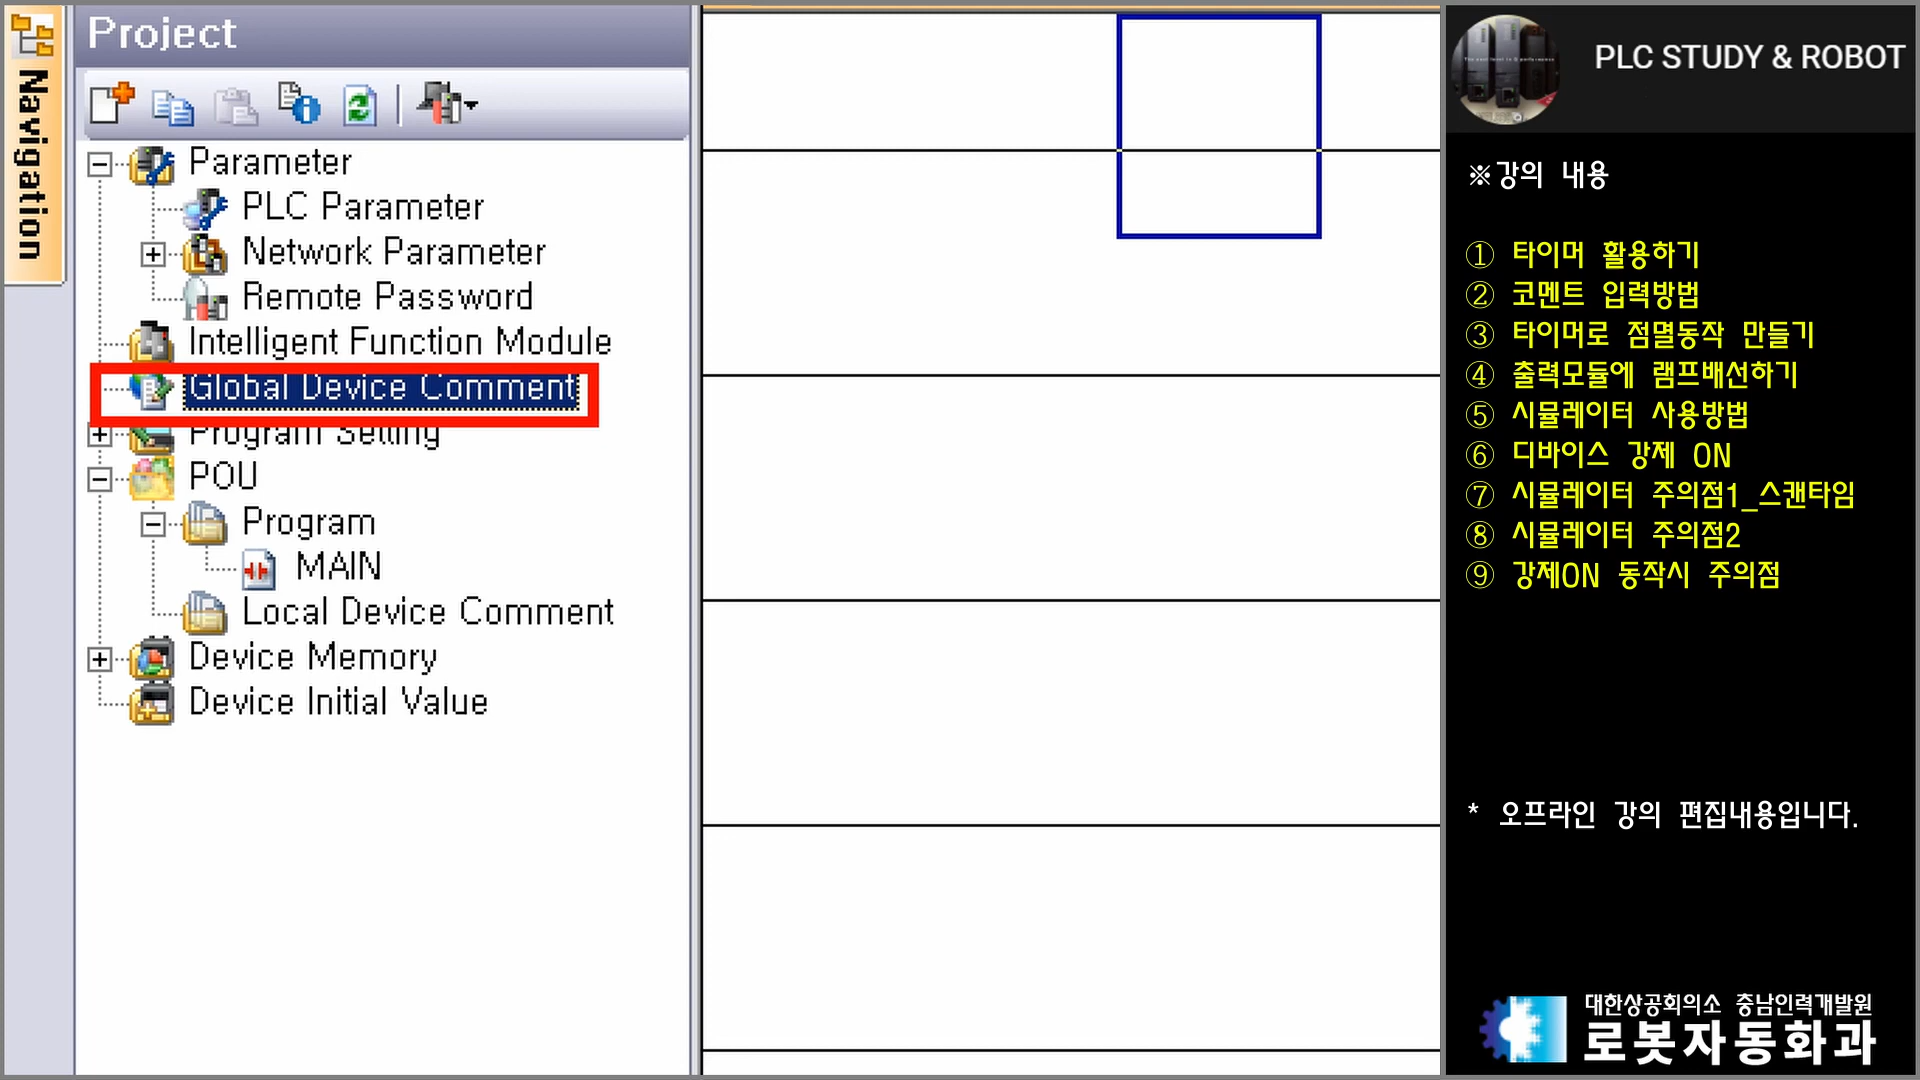 Navigation
Project
Parameter
PLC Parameter
Network Parameter
Remote Password
Intelligent Function Module
Global Device Comment
Program Setting
POU
Program
MAIN
Local Device Comment
Device Memory
Device Initial Value
PLC STUDY & ROBOT
※강의 내용
① 타이머 활용하기
② 코멘트 입력방법
③ 타이머로 점멸동작 만들기
④ 출력모듈에 램프배선하기
⑤ 시뮬레이터 사용방법
⑥ 디바이스 강제 ON
⑦ 시뮬레이터 주의점1_스캔타임
⑧ 시뮬레이터 주의점2
⑨ 강제ON 동작시 주의점
* 오프라인 강의 편집내용입니다.
대한상공회의소 충남인력개발원
로봇자동화과